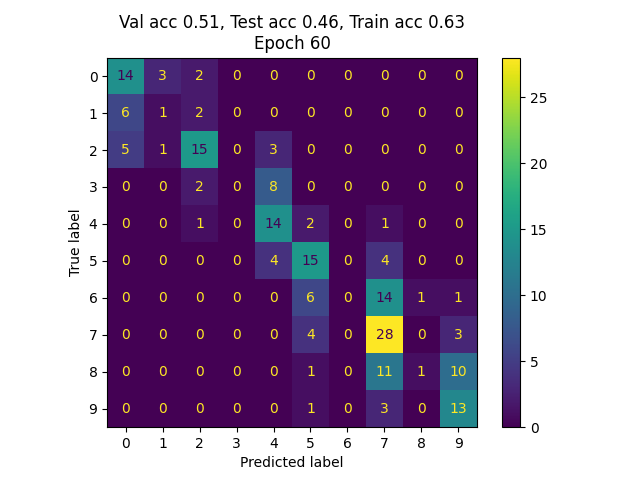 Val acc 0.51, Test acc 0.46, Train acc 0.63
Epoch 60
0 14 3 2 0 0 0 0 0 0 0
1 6 1 2 0 0 0 0 0 0 0
2 5 1 15 0 3 0 0 0 0 0
3 0 0 2 0 8 0 0 0 0 0
4 0 0 1 0 14 2 0 1 0 0
5 0 0 0 0 4 15 0 4 0 0
6 0 0 0 0 0 6 0 14 1 1
7 0 0 0 0 0 4 0 28 0 3
8 0 0 0 0 0 1 0 11 1 10
9 0 0 0 0 0 1 0 3 0 13
0 1 2 3 4 5 6 7 8 9
Predicted label
True label
25
20
15
10
5
0